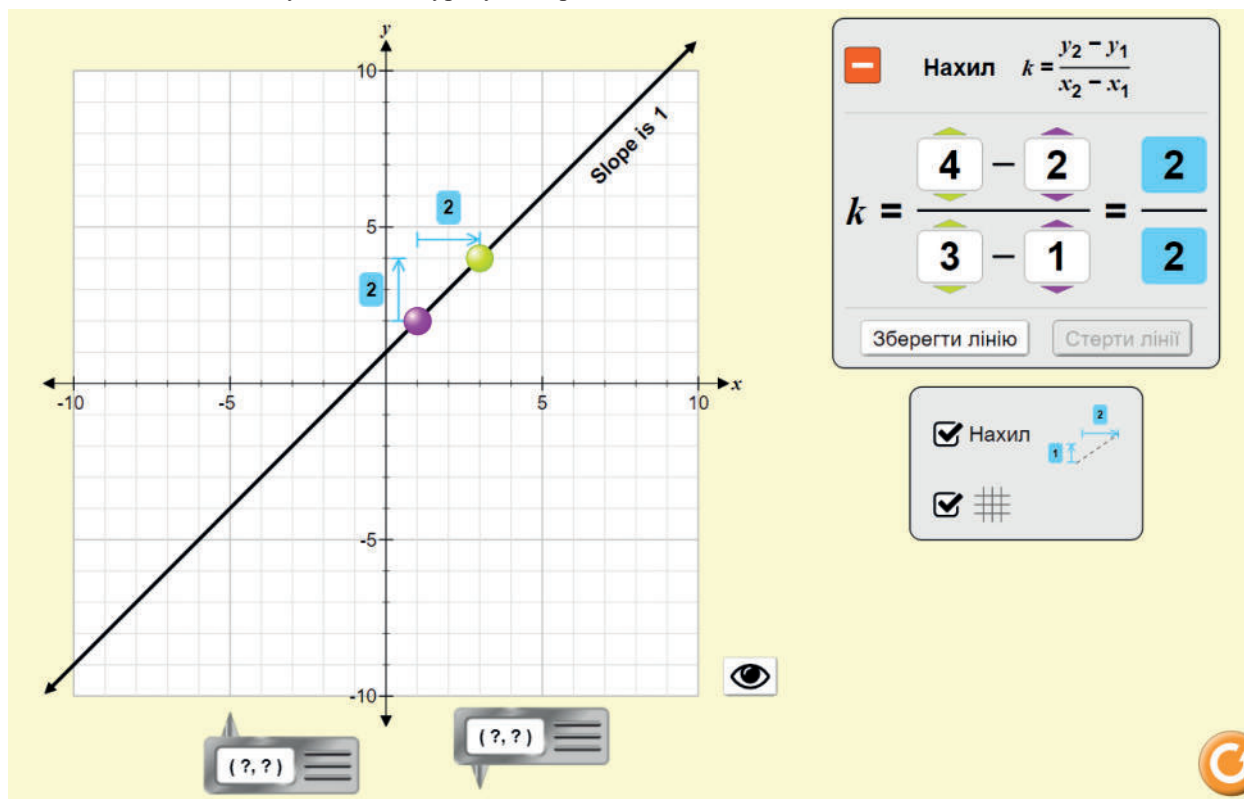 y
10
5
-5
-10
-10
-5
5
10
x
Slope is 1
2
2
( ?, ? )
( ?, ? )
Нахил k = y₂ − y₁ / x₂ − x₁
4 − 2
2
k =
=
3 − 1
2
Зберегти лінію
Стерти лінії
Нахил
2
1